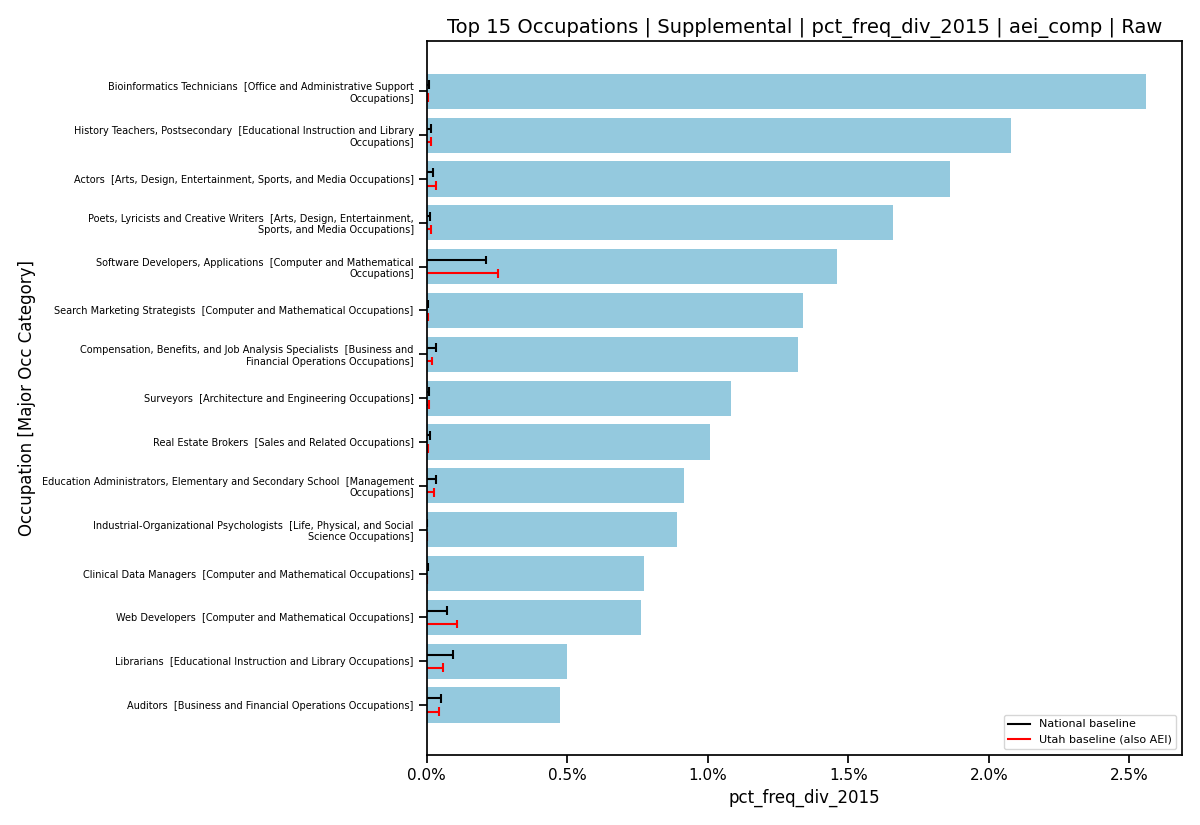 Top 15 Occupations | Supplemental | pct_freq_div_2015 | aei_comp | Raw
Occupation [Major Occ Category]
Bioinformatics Technicians [Office and Administrative Support
Occupations]
History Teachers, Postsecondary [Educational Instruction and Library
Occupations]
Actors [Arts, Design, Entertainment, Sports, and Media Occupations]
Poets, Lyricists and Creative Writers [Arts, Design, Entertainment,
Sports, and Media Occupations]
Software Developers, Applications [Computer and Mathematical
Occupations]
Search Marketing Strategists [Computer and Mathematical Occupations]
Compensation, Benefits, and Job Analysis Specialists [Business and
Financial Operations Occupations]
Surveyors [Architecture and Engineering Occupations]
Real Estate Brokers [Sales and Related Occupations]
Education Administrators, Elementary and Secondary School [Management
Occupations]
Industrial-Organizational Psychologists [Life, Physical, and Social
Science Occupations]
Clinical Data Managers [Computer and Mathematical Occupations]
Web Developers [Computer and Mathematical Occupations]
Librarians [Educational Instruction and Library Occupations]
Auditors [Business and Financial Operations Occupations]
National baseline
Utah baseline (also AEI)
0.0% 0.5% 1.0% 1.5% 2.0% 2.5%
pct_freq_div_2015